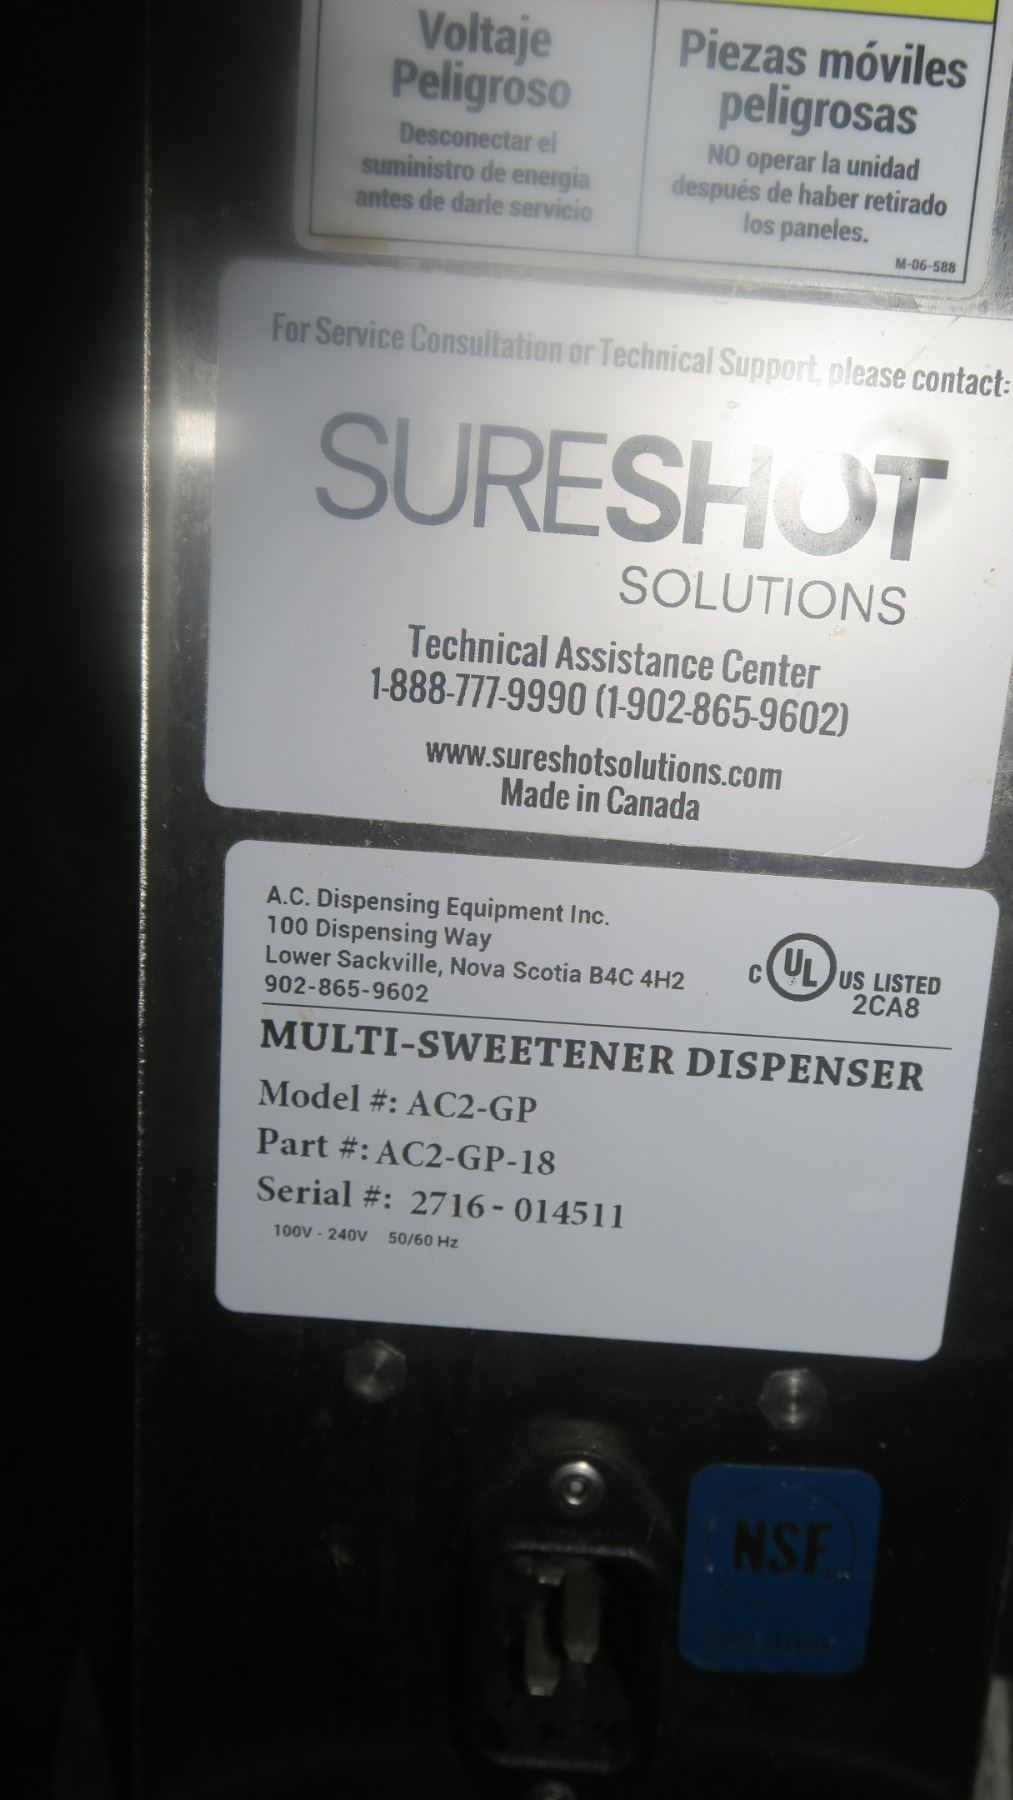 Voltaje
Peligroso
Desconectar el
suministro de energia
antes de darle servicio
Piezas móviles
peligrosas
NO operar la unidad
después de haber retirado
los paneles.
M-06-588
For Service Consultation or Technical Support, please contact:
SURESHOT
SOLUTIONS
Technical Assistance Center
1-888-777-9990 (1-902-865-9602)
www.sureshotsolutions.com
Made in Canada
A.C. Dispensing Equipment Inc.
100 Dispensing Way
Lower Sackville, Nova Scotia B4C 4H2
902-865-9602
C UL US LISTED
2CA8
MULTI-SWEETENER DISPENSER
Model #: AC2-GP
Part #: AC2-GP-18
Serial #: 2716 - 014511
100V - 240V 50/60 Hz
NSF